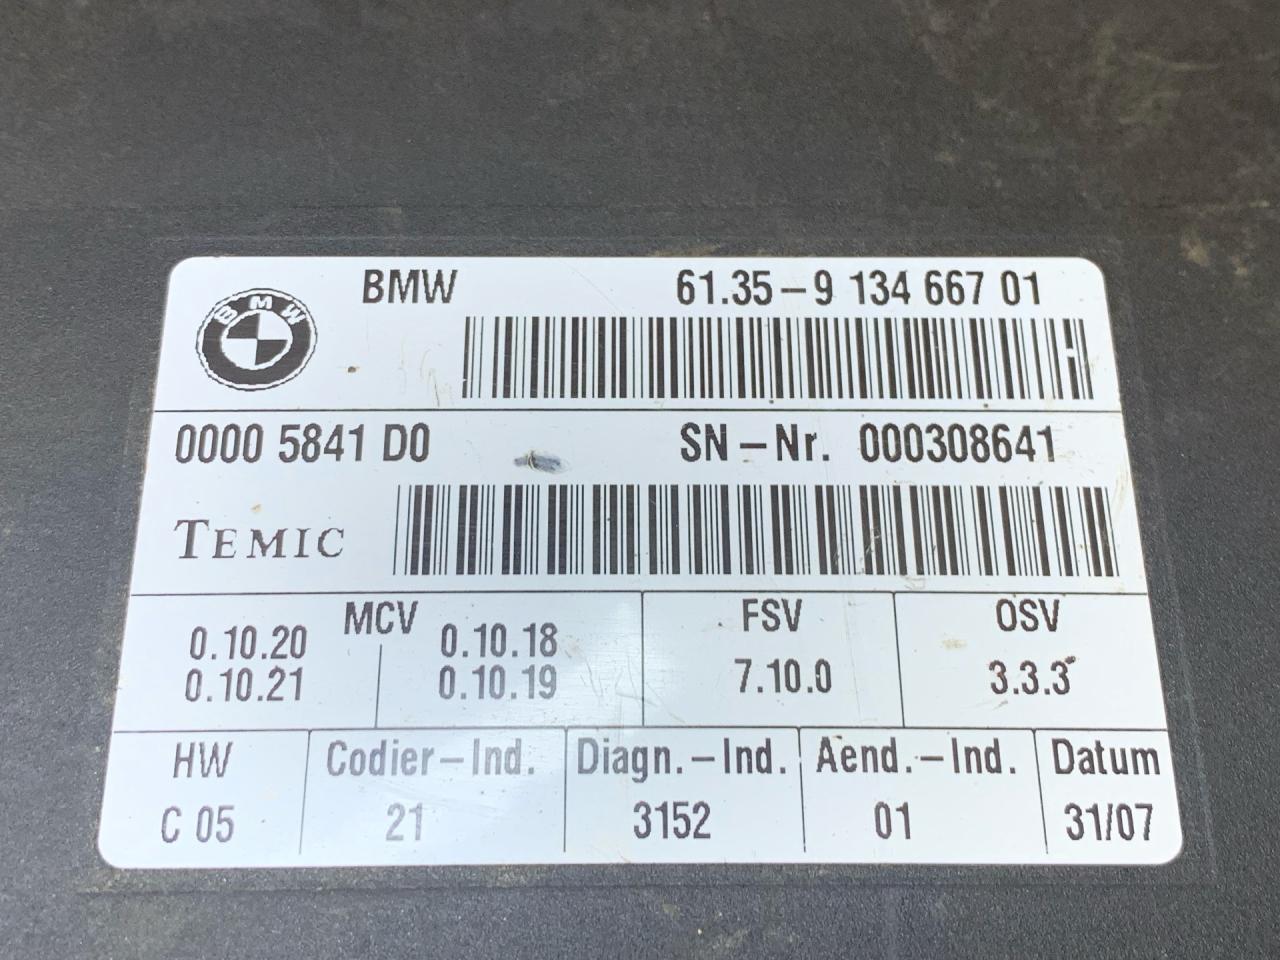 BMW 61.35-9 134 667 01
BMW
0000 5841 D0 SN-Nr. 000308641
TEMIC
MCV FSV OSV
0.10.20 0.10.18 7.10.0 3.3.3
0.10.21 0.10.19
HW Codier-Ind. Diagn.-Ind. Aend.-Ind. Datum
C 05 21 3152 01 31/07